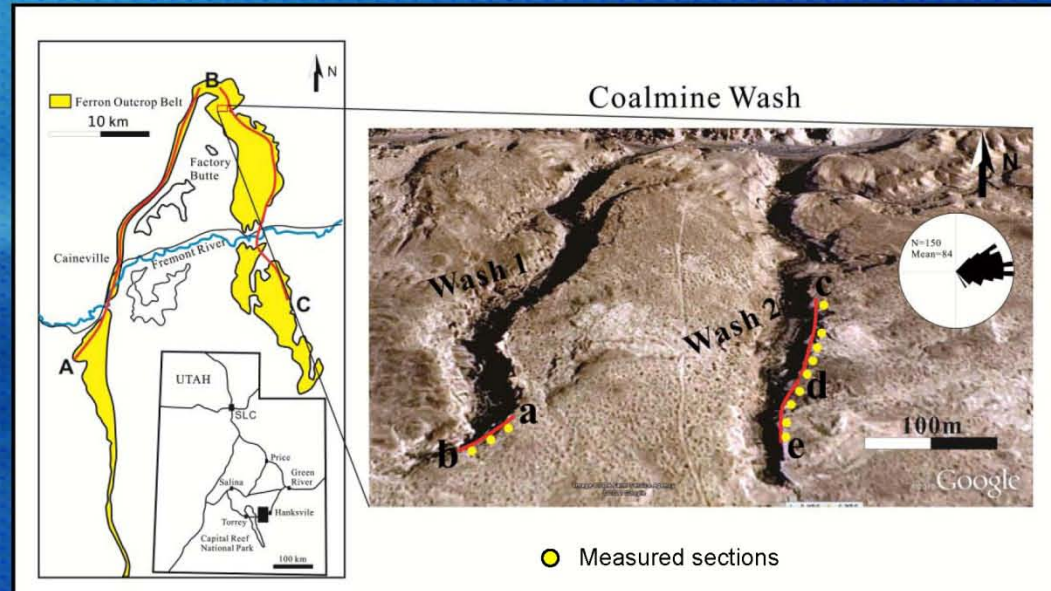 B
N
Ferron Outcrop Belt
10 km
Factory
Butte
Caineville
Fremont River
A
C
UTAH
SLC
Price
Salina
Green
River
Hanksvile
Torrey
Capital Reef
National Park
100 km
Coalmine Wash
N
N=150
Mean=84
Wash 1
Wash 2
c
a
d
b
e
100m
Google
Measured sections